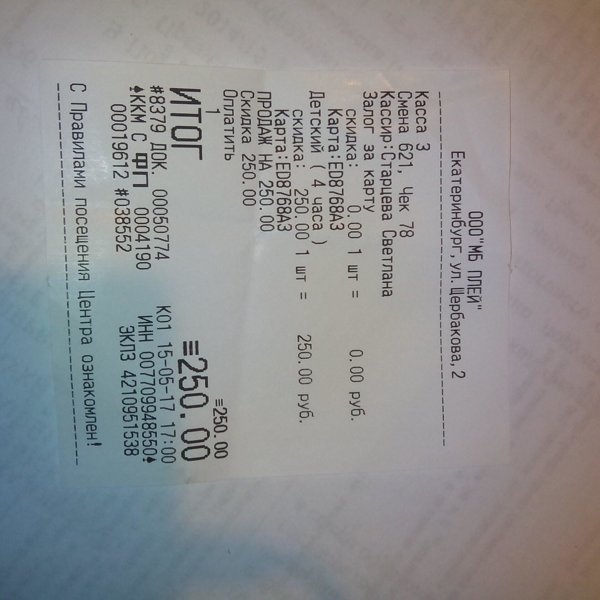 ООО"МБ ПЛЕЙ"
Екатеринбург, ул. Щербакова, 2
Касса 3
Смена 621, Чек 78
Кассир:Старцева Светлана
Залог за карту
скидка: 0.00 1 шт = 0.00 руб.
Карта:ED8768A3
Детский ( 4 часа )
скидка: 250.00 1 шт = 250.00 руб.
Карта:ED8768A3
ПРОДАЖ НА 250.00
Скидка 250.00
Оплатить
1 ≡250.00
ИТОГ ≡250.00
#8379 ДОК. 00050774 К01 15-05-17 17:00
ККМ С ФП 0004190 ИНН 007709948550
00019612 #038552 ЭКЛЗ 4210951538
С Правилами посещения Центра ознакомлен!